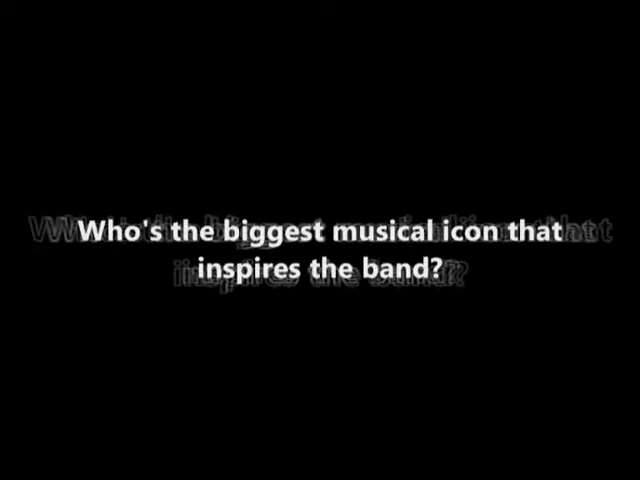 Who's the biggest musical icon that
inspires the band?